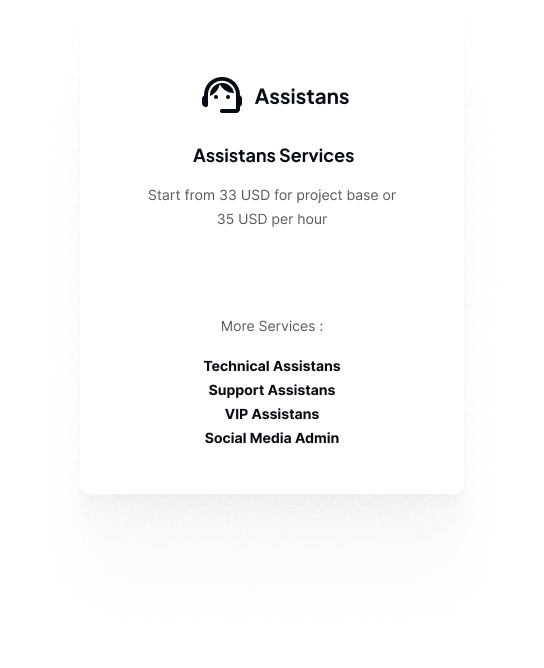 Assistans
Assistans Services
Start from 33 USD for project base or
35 USD per hour
More Services :
Technical Assistans
Support Assistans
VIP Assistans
Social Media Admin